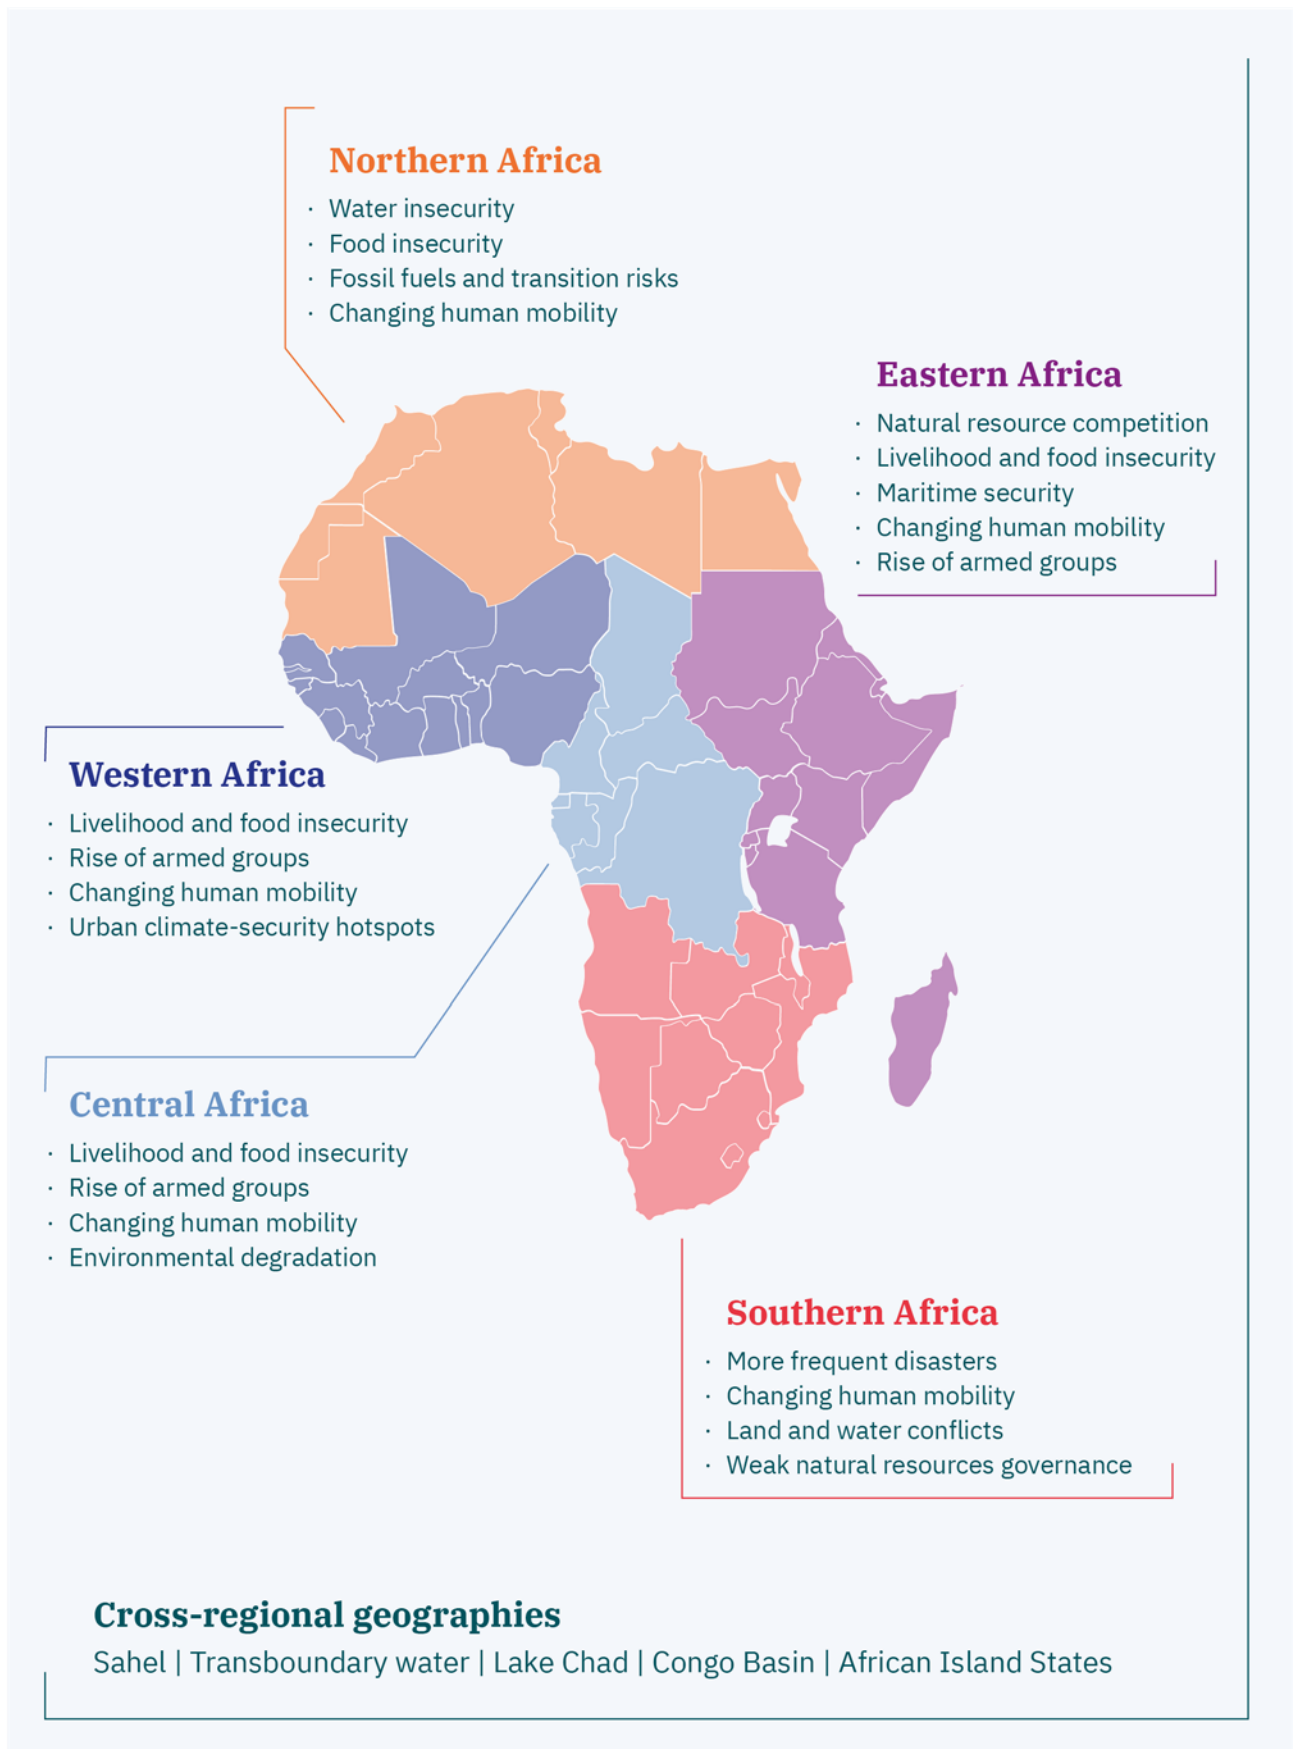 Northern Africa
· Water insecurity
· Food insecurity
· Fossil fuels and transition risks
· Changing human mobility
Eastern Africa
· Natural resource competition
· Livelihood and food insecurity
· Maritime security
· Changing human mobility
· Rise of armed groups
Western Africa
· Livelihood and food insecurity
· Rise of armed groups
· Changing human mobility
· Urban climate-security hotspots
Central Africa
· Livelihood and food insecurity
· Rise of armed groups
· Changing human mobility
· Environmental degradation
Southern Africa
· More frequent disasters
· Changing human mobility
· Land and water conflicts
· Weak natural resources governance
Cross-regional geographies
Sahel | Transboundary water | Lake Chad | Congo Basin | African Island States